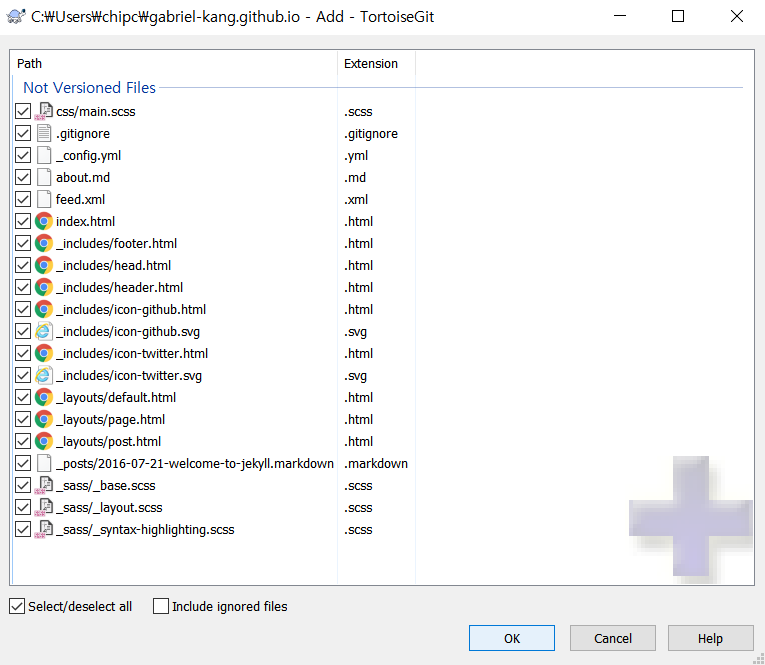 C:₩Users₩chipc₩gabriel-kang.github.io - Add - TortoiseGit
Path Extension
Not Versioned Files
css/main.scss .scss
.gitignore .gitignore
_config.yml .yml
about.md .md
feed.xml .xml
index.html .html
_includes/footer.html .html
_includes/head.html .html
_includes/header.html .html
_includes/icon-github.html .html
_includes/icon-github.svg .svg
_includes/icon-twitter.html .html
_includes/icon-twitter.svg .svg
_layouts/default.html .html
_layouts/page.html .html
_layouts/post.html .html
_posts/2016-07-21-welcome-to-jekyll.markdown .markdown
_sass/_base.scss .scss
_sass/_layout.scss .scss
_sass/_syntax-highlighting.scss .scss
Select/deselect all Include ignored files
OK Cancel Help